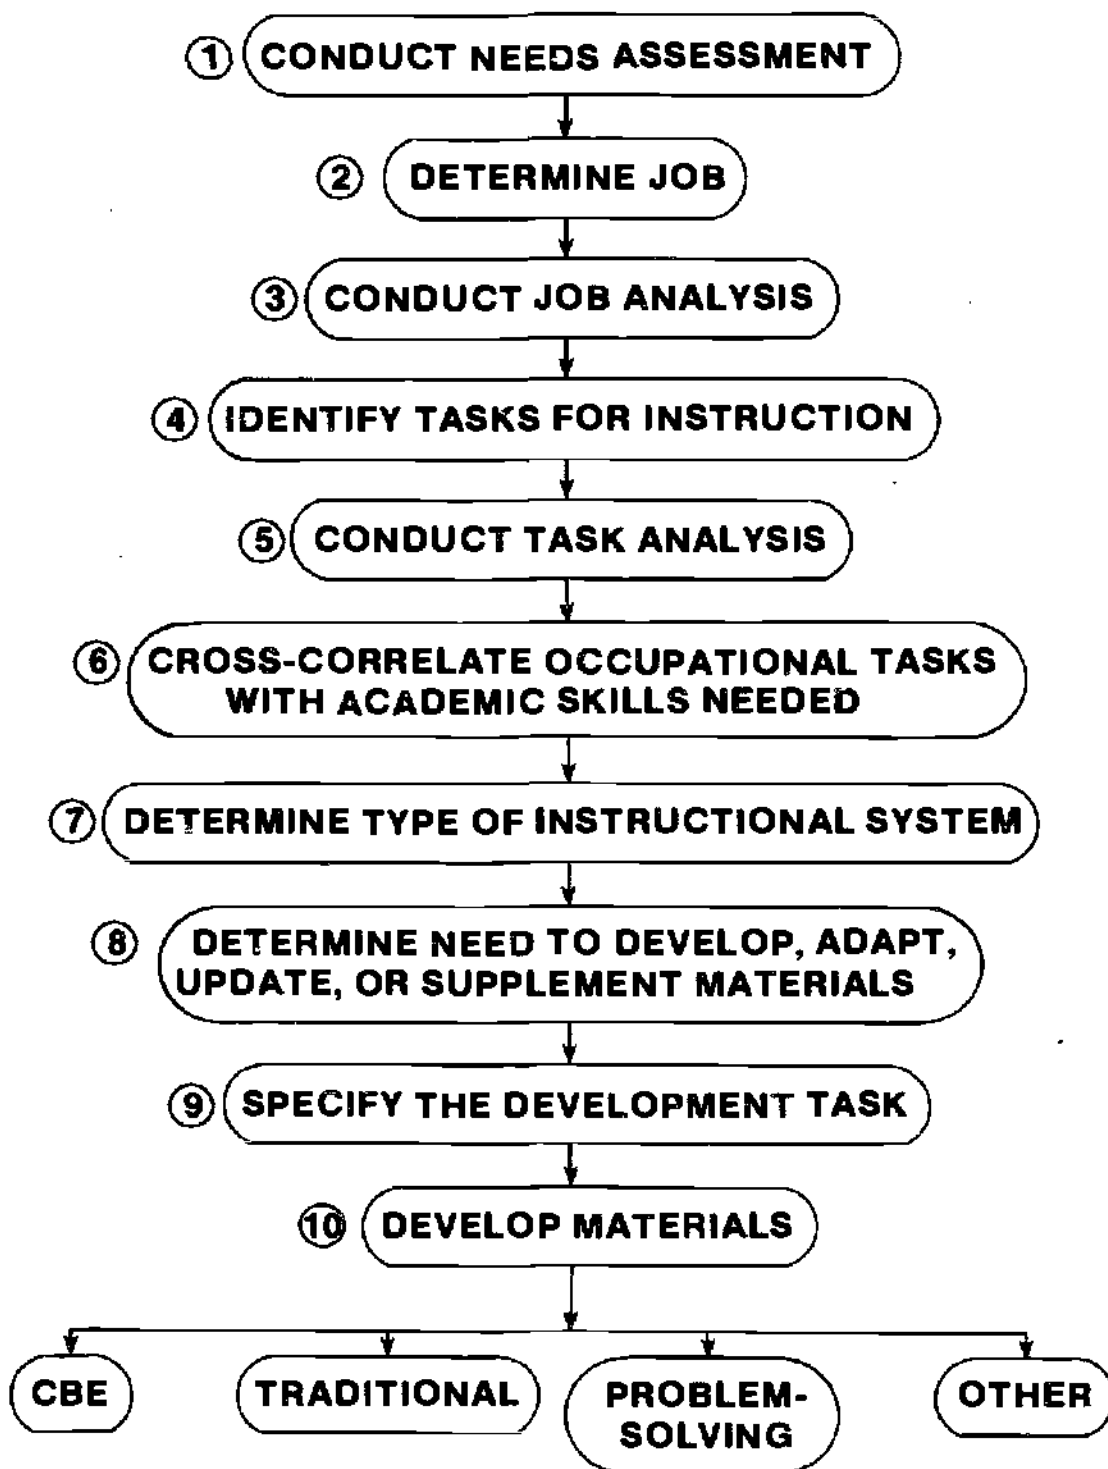 1 CONDUCT NEEDS ASSESSMENT
2 DETERMINE JOB
3 CONDUCT JOB ANALYSIS
4 IDENTIFY TASKS FOR INSTRUCTION
5 CONDUCT TASK ANALYSIS
6 CROSS-CORRELATE OCCUPATIONAL TASKS
WITH ACADEMIC SKILLS NEEDED
7 DETERMINE TYPE OF INSTRUCTIONAL SYSTEM
8 DETERMINE NEED TO DEVELOP, ADAPT,
UPDATE, OR SUPPLEMENT MATERIALS
9 SPECIFY THE DEVELOPMENT TASK
10 DEVELOP MATERIALS
CBE
TRADITIONAL
PROBLEM-
SOLVING
OTHER